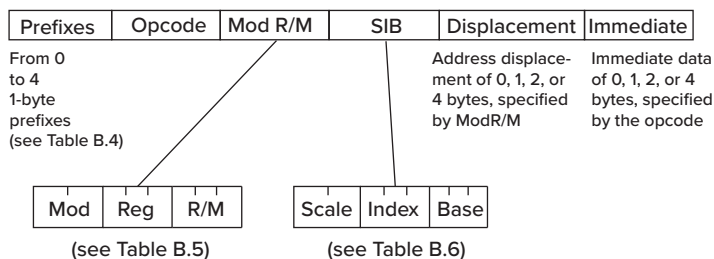 Prefixes Opcode Mod R/M SIB Displacement Immediate
From 0
to 4
1-byte
prefixes
(see Table B.4)
Address displace-
ment of 0, 1, 2, or
4 bytes, specified
by ModR/M
Immediate data
of 0, 1, 2, or 4
bytes, specified
by the opcode
Mod Reg R/M
(see Table B.5)
Scale Index Base
(see Table B.6)